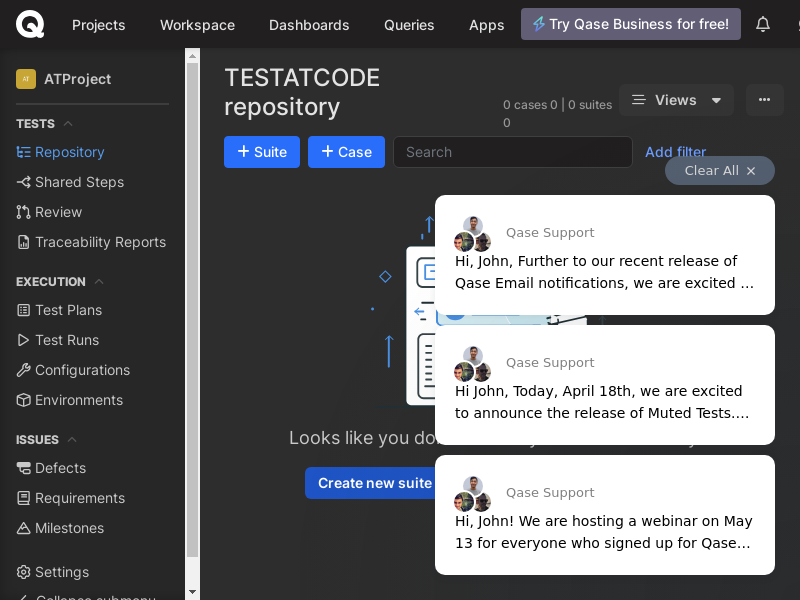 Projects
Workspace
Dashboards
Queries
Apps
Try Qase Business for free!
AT
ATProject
TESTS
Repository
Shared Steps
Review
Traceability Reports
EXECUTION
Test Plans
Test Runs
Configurations
Environments
ISSUES
Defects
Requirements
Milestones
Settings
Collapse submenu
TESTATCODE
repository
0 cases 0 | 0 suites
0
Views
+ Suite
+ Case
Search
Add filter
Clear All ×
Qase Support
Hi, John, Further to our recent release of
Qase Email notifications, we are excited ...
Qase Support
Hi John, Today, April 18th, we are excited
to announce the release of Muted Tests....
Qase Support
Hi, John! We are hosting a webinar on May
13 for everyone who signed up for Qase...
Looks like you do
Create new suite